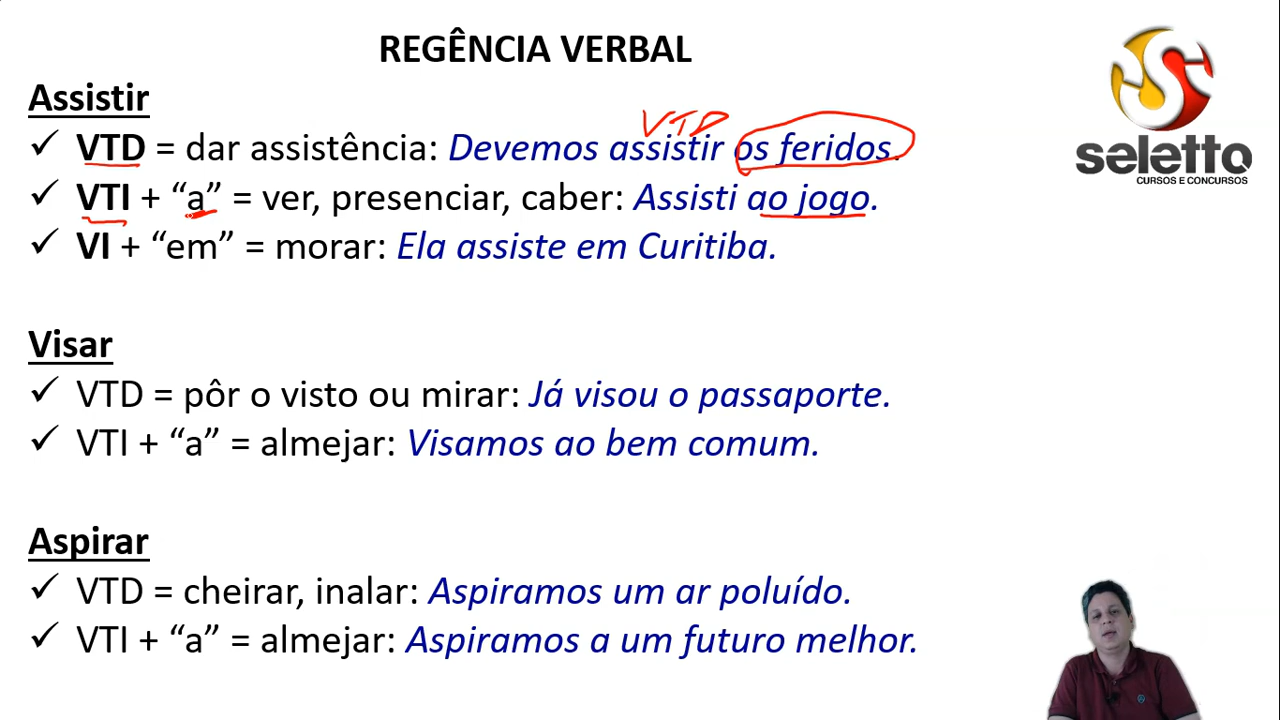 REGÊNCIA VERBAL
Assistir
✓ VTD = dar assistência: Devemos assistir os feridos.
VTD
✓ VTI + “a” = ver, presenciar, caber: Assisti ao jogo.
✓ VI + “em” = morar: Ela assiste em Curitiba.
Visar
✓ VTD = pôr o visto ou mirar: Já visou o passaporte.
✓ VTI + “a” = almejar: Visamos ao bem comum.
Aspirar
✓ VTD = cheirar, inalar: Aspiramos um ar poluído.
✓ VTI + “a” = almejar: Aspiramos a um futuro melhor.
seletto
CURSOS E CONCURSOS